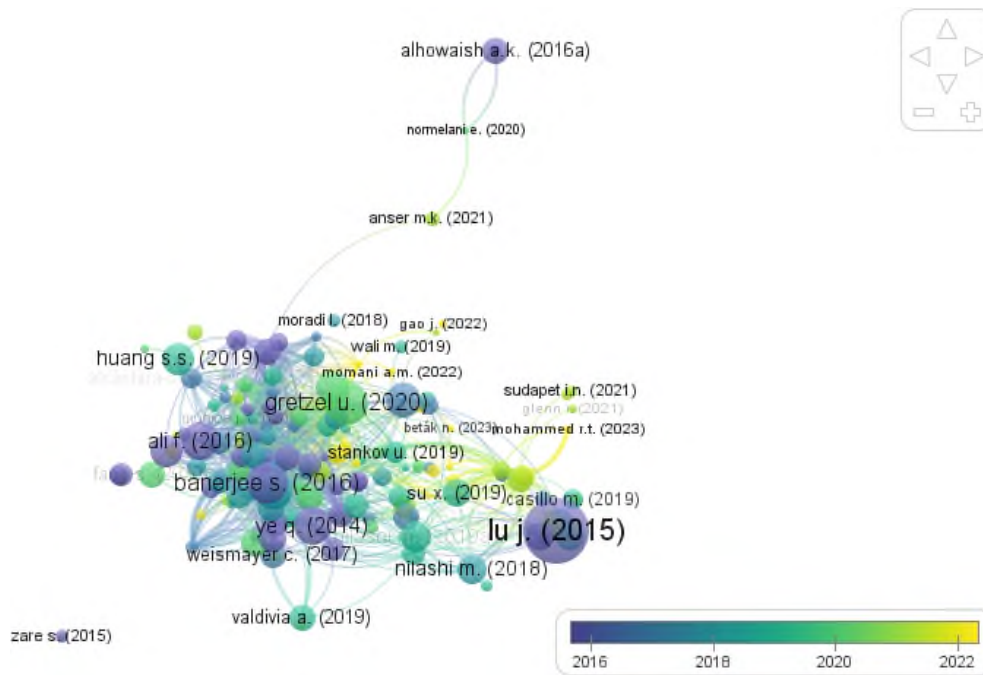 alhowaish a.k. (2016a)
normelani e. (2020)
anser m.k. (2021)
moradi l. (2018)
gao j. (2022)
wali m. (2019)
huang s.s. (2019)
momani a.m. (2022)
sudapet i.n. (2021)
gretzel u. (2020)
glenn (2021)
beták n. (2023)
mohammed r.t. (2023)
ali f. (2016)
stankov u. (2019)
banerjee s. (2016)
su x. (2019)
casillo m. (2019)
ye q. (2014)
lu j. (2015)
weismayer c. (2017)
nilashi m. (2018)
valdivia a. (2019)
zare s. (2015)
2016 2018 2020 2022